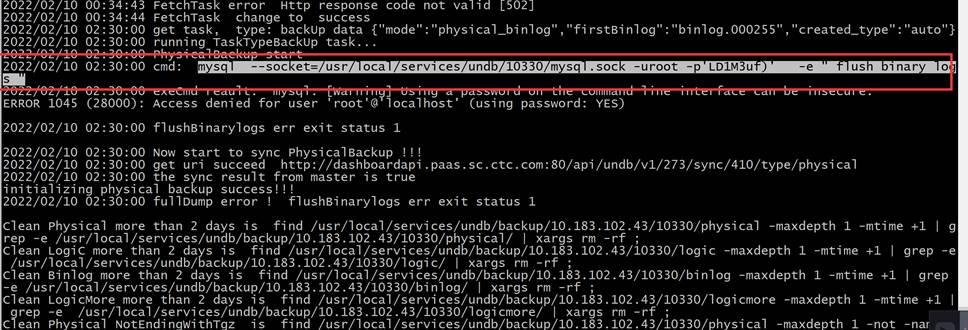 2022/02/10 00:34:43 FetchTask error  Http response code not valid [502]
2022/02/10 00:34:44 FetchTask  change to  success
2022/02/10 02:30:00 get task,  type: backUp data {"mode":"physical_binlog","firstBinlog":"binlog.000255","created_type":"auto"}
2022/02/10 02:30:00 running TaskTypeBackUp task...
2022/02/10 02:30:00 PhysicalBackup start
2022/02/10 02:30:00 cmd:  mysql  --socket=/usr/local/services/undb/10330/mysql.sock -uroot -p'LD1M3uf)'   -e " flush binary log
s "
2022/02/10 02:30:00 exeCmd reault:  mysql: [Warning] Using a password on the command line interface can be insecure.
ERROR 1045 (28000): Access denied for user 'root'@'localhost' (using password: YES)
2022/02/10 02:30:00 flushBinarylogs err exit status 1
2022/02/10 02:30:00 Now start to sync PhysicalBackup !!!
2022/02/10 02:30:00 get uri succeed  http://dashboardapi.paas.sc.ctc.com:80/api/undb/v1/273/sync/410/type/physical
2022/02/10 02:30:00 the sync result from master is true
initializing physical backup success!!!
2022/02/10 02:30:00 fullDump error !  flushBinarylogs err exit status 1
Clean Physical more than 2 days is  find /usr/local/services/undb/backup/10.183.102.43/10330/physical -maxdepth 1 -mtime +1 | g
rep -e /usr/local/services/undb/backup/10.183.102.43/10330/physical/ | xargs rm -rf ;
Clean Logic more than 2 days is  find /usr/local/services/undb/backup/10.183.102.43/10330/logic -maxdepth 1 -mtime +1 | grep -e
 /usr/local/services/undb/backup/10.183.102.43/10330/logic/ | xargs rm -rf ;
Clean Binlog more than 2 days is  find /usr/local/services/undb/backup/10.183.102.43/10330/binlog -maxdepth 1 -mtime +1 | grep
-e /usr/local/services/undb/backup/10.183.102.43/10330/binlog/ | xargs rm -rf ;
Clean LogicMore more than 2 days is  find /usr/local/services/undb/backup/10.183.102.43/10330/logicmore -maxdepth 1 -mtime +1 |
 grep -e  /usr/local/services/undb/backup/10.183.102.43/10330/logicmore/ | xargs rm -rf ;
Clean Physical NotEndingWithTgz  is  find /usr/local/services/undb/backup/10.183.102.43/10330/physical/ -maxdepth 1 -not -nam